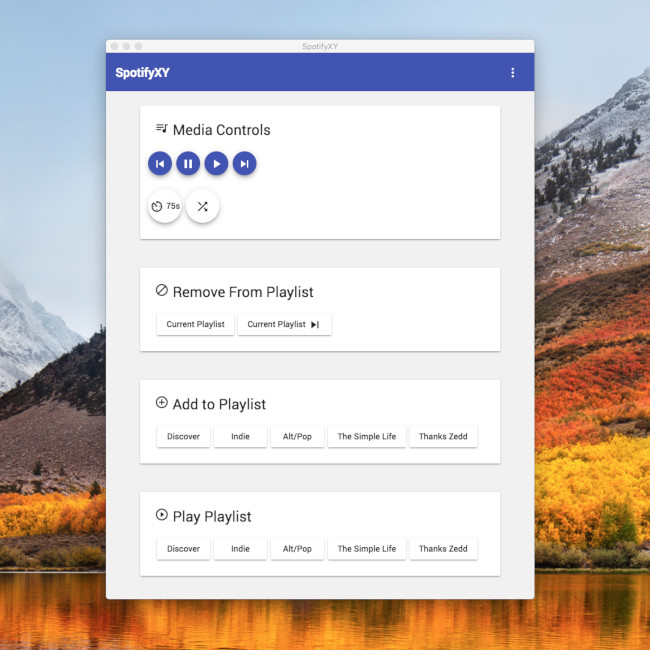 SpotifyXY
SpotifyXY
Media Controls
75s
Remove From Playlist
Current Playlist Current Playlist
Add to Playlist
Discover Indie Alt/Pop The Simple Life Thanks Zedd
Play Playlist
Discover Indie Alt/Pop The Simple Life Thanks Zedd